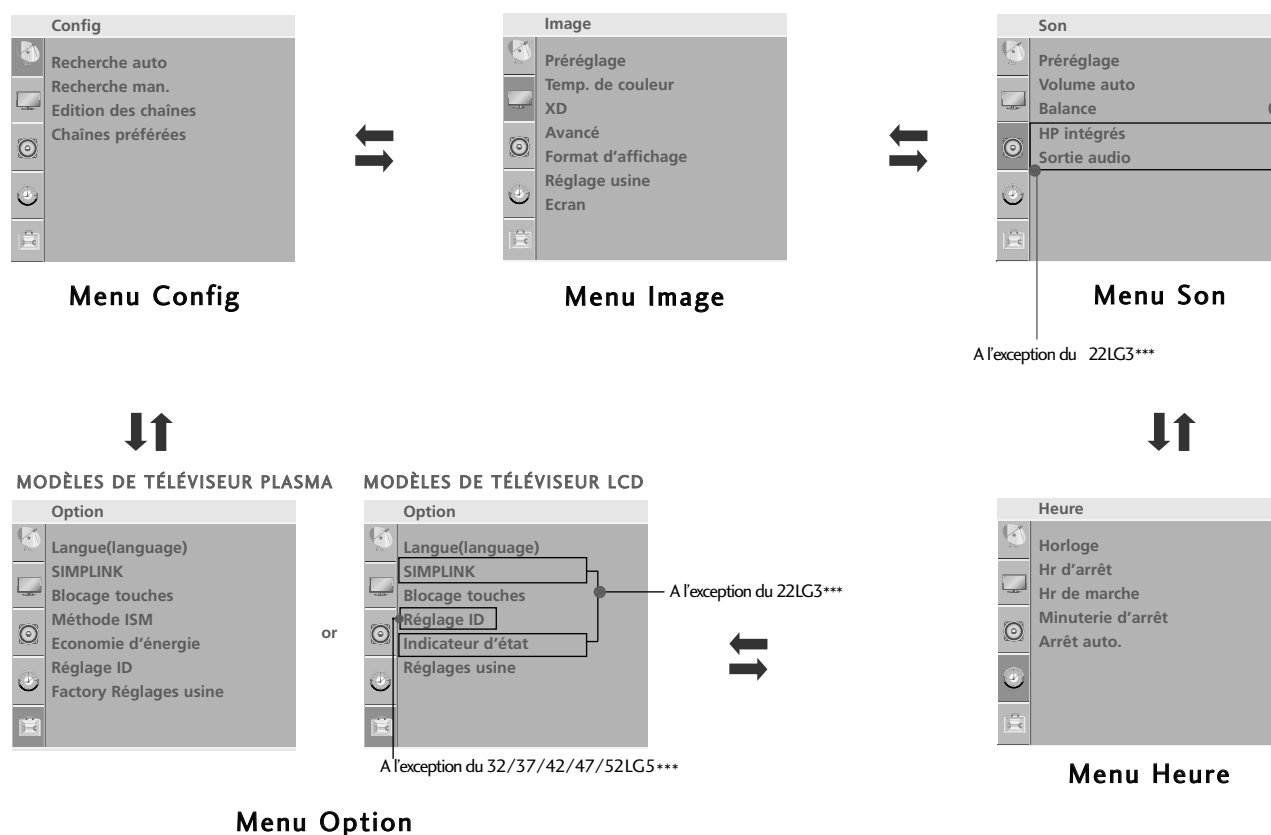 Config
Recherche auto
Recherche man.
Edition des chaînes
Chaînes préférées
Menu Config
Image
Préréglage
Temp. de couleur
XD
Avancé
Format d'affichage
Réglage usine
Ecran
Menu Image
Son
Préréglage
Volume auto
Balance
HP intégrés
Sortie audio
Menu Son
A l'exception du 22LG3***
MODÈLES DE TÉLÉVISEUR PLASMA
Option
Langue(language)
SIMPLINK
Blocage touches
Méthode ISM
Economie d'énergie
Réglage ID
Factory Réglages usine
or
MODÈLES DE TÉLÉVISEUR LCD
Option
Langue(language)
SIMPLINK
Blocage touches
Réglage ID
Indicateur d'état
Réglages usine
A l'exception du 22LG3***
A l'exception du 32/37/42/47/52LG5***
Menu Option
Heure
Horloge
Hr d'arrêt
Hr de marche
Minuterie d'arrêt
Arrêt auto.
Menu Heure